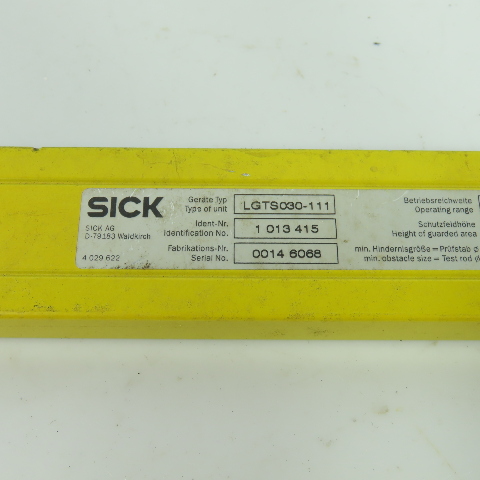 SICK
SICK AG
D-79183 Waldkirch
4 029 622
Geräte Typ
Type of unit
LGTS030-111
Ident-Nr.
Identification No.
1 013 415
Fabrikations-Nr.
Serial No.
0014 6068
Betriebsreichweite
Operating range
Schutzfeldhöhe
Height of guarded area
min. Hindernisgröße = Prüfstab ø
min. obstacle size = Test rod ø